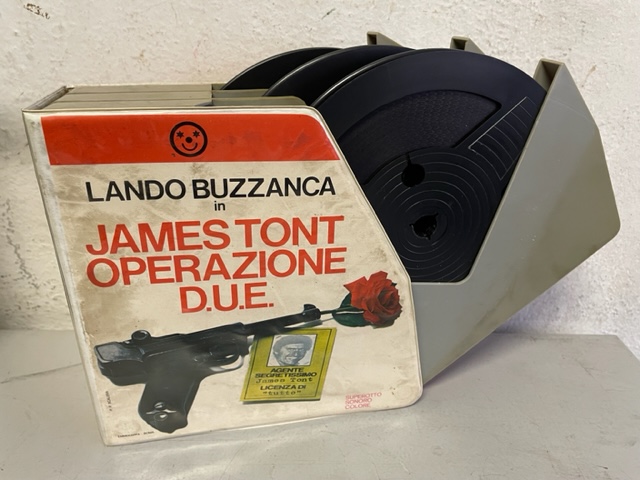 LANDO BUZZANCA
in
JAMES TONT
OPERAZIONE
D.U.E.
AGENTE
SEGRETISSIMO
James Tont
LICENZA DI
"tutto"
SUPEROTTO
SONORO
COLORE